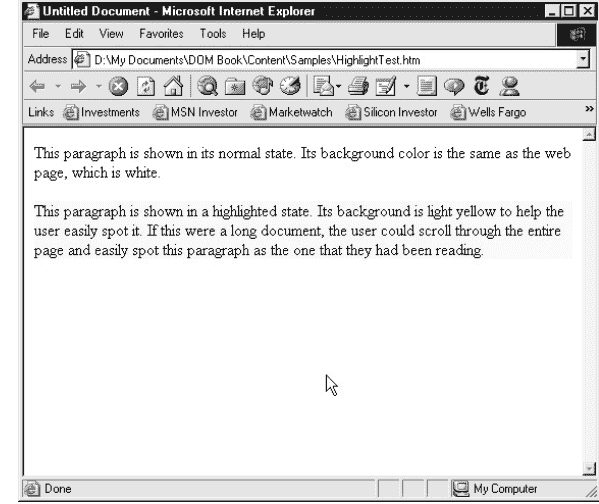 Untitled Document - Microsoft Internet Explorer
File Edit View Favorites Tools Help
Address D:\My Documents\DOM Book\Content\Samples\HighlightTest.htm
Links Investments MSN Investor Marketwatch Silicon Investor Wells Fargo »
This paragraph is shown in its normal state. Its background color is the same as the web
page, which is white.
This paragraph is shown in a highlighted state. Its background is light yellow to help the
user easily spot it. If this were a long document, the user could scroll through the entire
page and easily spot this paragraph as the one that they had been reading.
Done My Computer